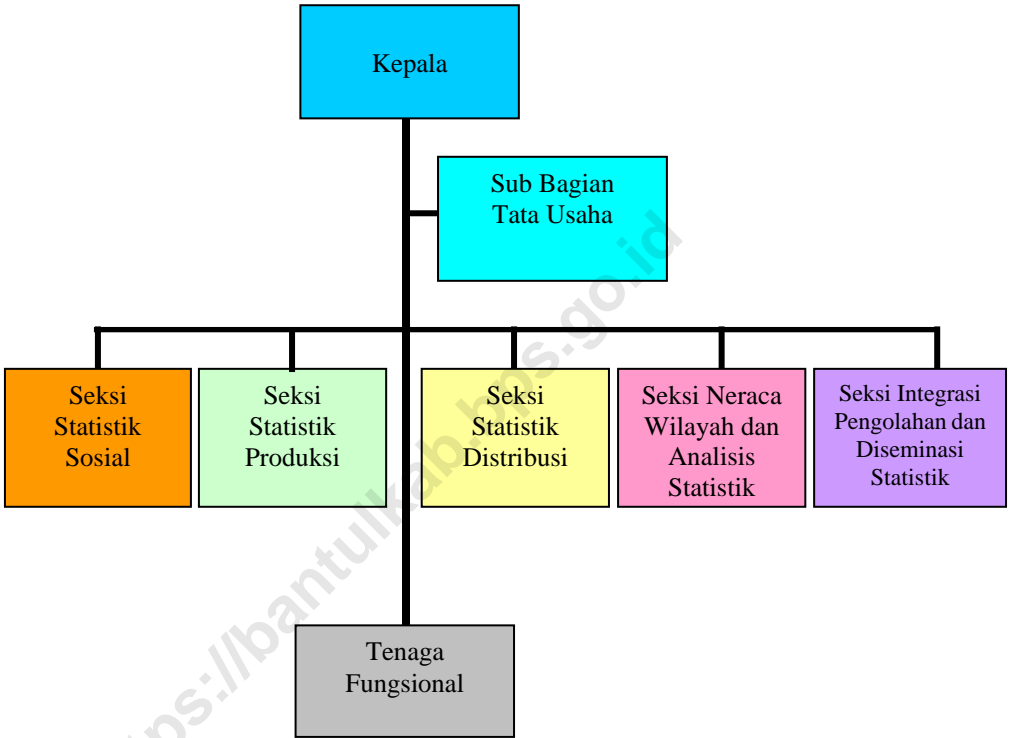 Kepala
Sub Bagian
Tata Usaha
Seksi
Statistik
Sosial
Seksi
Statistik
Produksi
Seksi
Statistik
Distribusi
Seksi Neraca
Wilayah dan
Analisis
Statistik
Seksi Integrasi
Pengolahan dan
Diseminasi
Statistik
Tenaga
Fungsional
ps://bantulkab.bps.go.id